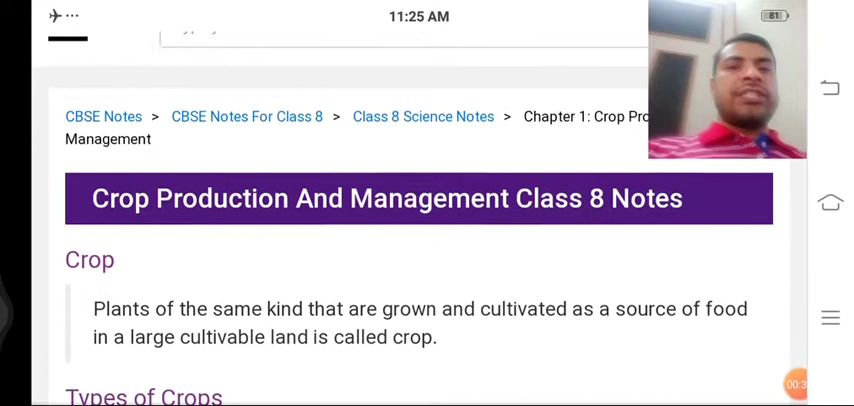 11:25 AM
81
CBSE Notes > CBSE Notes For Class 8 > Class 8 Science Notes > Chapter 1: Crop
Management
Crop Production And Management Class 8 Notes
Crop
Plants of the same kind that are grown and cultivated as a source of food
in a large cultivable land is called crop.
Types of Crops